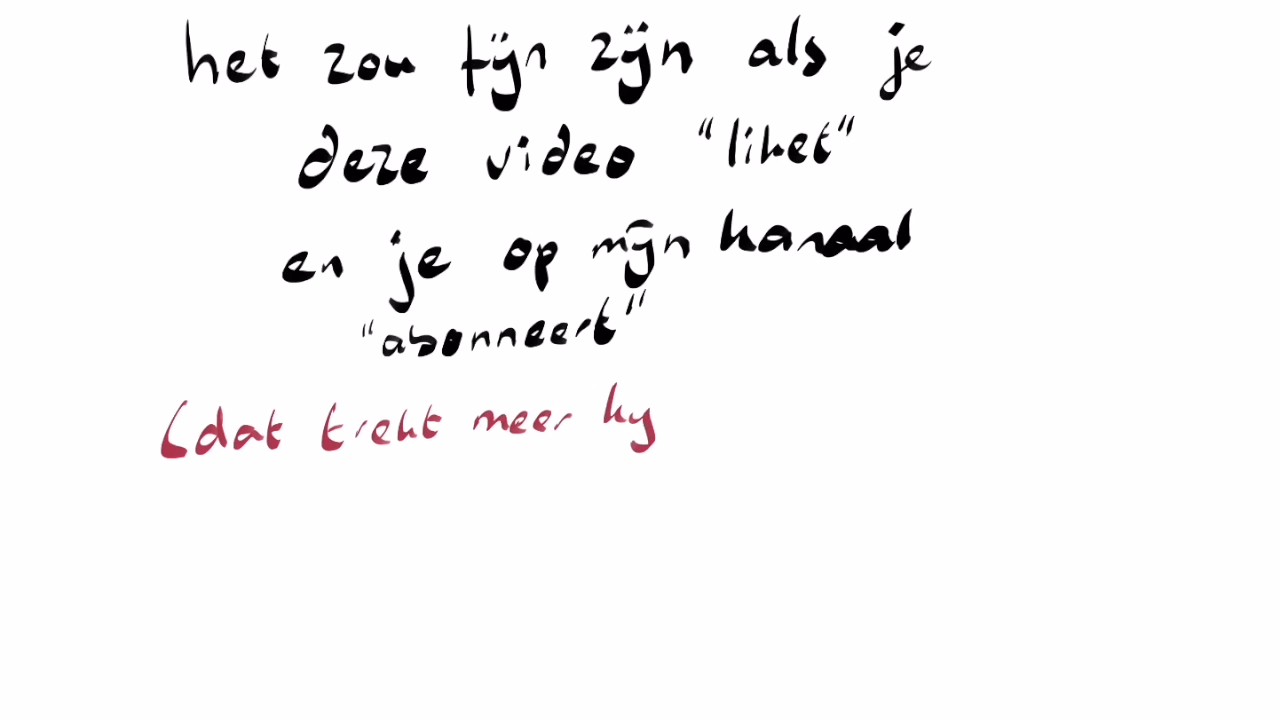 het zou fijn zijn als je
deze video "liket"
en je op mijn kanaal
"abonneert"
(dat trekt meer kij